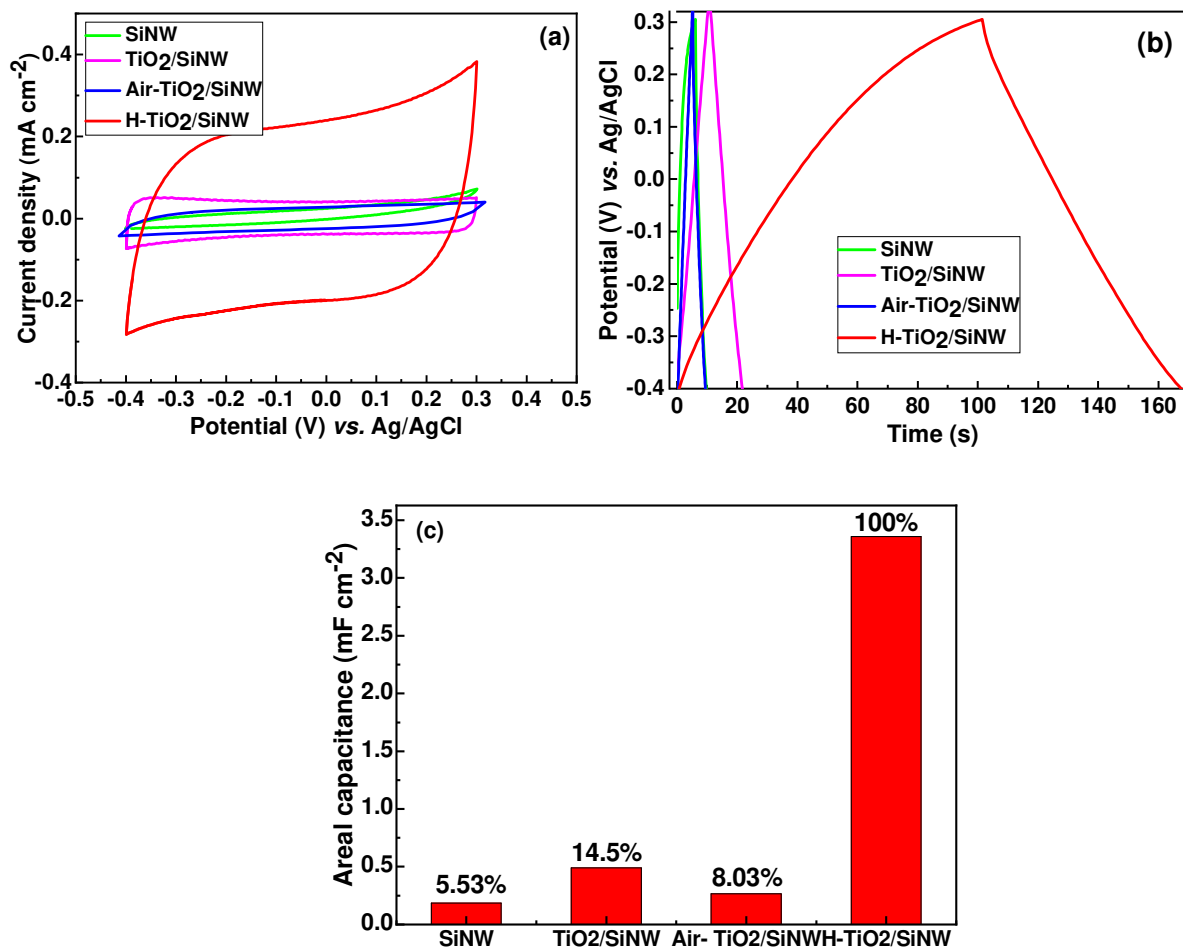 (a)
SiNW
TiO2/SiNW
Air-TiO2/SiNW
H-TiO2/SiNW
Current density (mA cm-2)
0.4
0.2
0.0
-0.2
-0.4
-0.5 -0.4 -0.3 -0.2 -0.1 0.0 0.1 0.2 0.3 0.4 0.5
Potential (V) vs. Ag/AgCl
(b)
Potential (V) vs. Ag/AgCl
0.3
0.2
0.1
0.0
-0.1
-0.2
-0.3
-0.4
SiNW
TiO2/SiNW
Air-TiO2/SiNW
H-TiO2/SiNW
0 20 40 60 80 100 120 140 160
Time (s)
(c)
Areal capacitance (mF cm-2)
3.5
3.0
2.5
2.0
1.5
1.0
0.5
0.0
5.53%
14.5%
8.03%
100%
SiNW TiO2/SiNW Air- TiO2/SiNW H-TiO2/SiNW